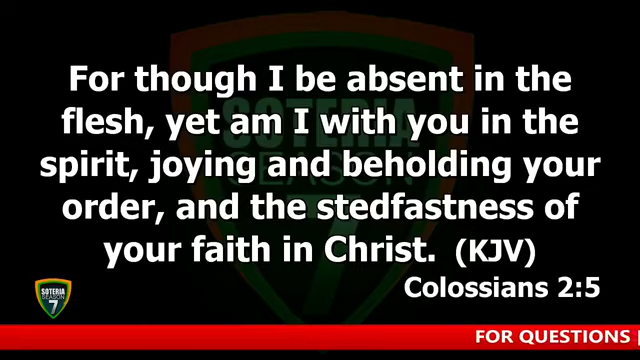 For though I be absent in the
flesh, yet am I with you in the
spirit, joying and beholding your
order, and the stedfastness of
your faith in Christ. (KJV)
Colossians 2:5
SOTERIA
SEASON
7
FOR QUESTIONS